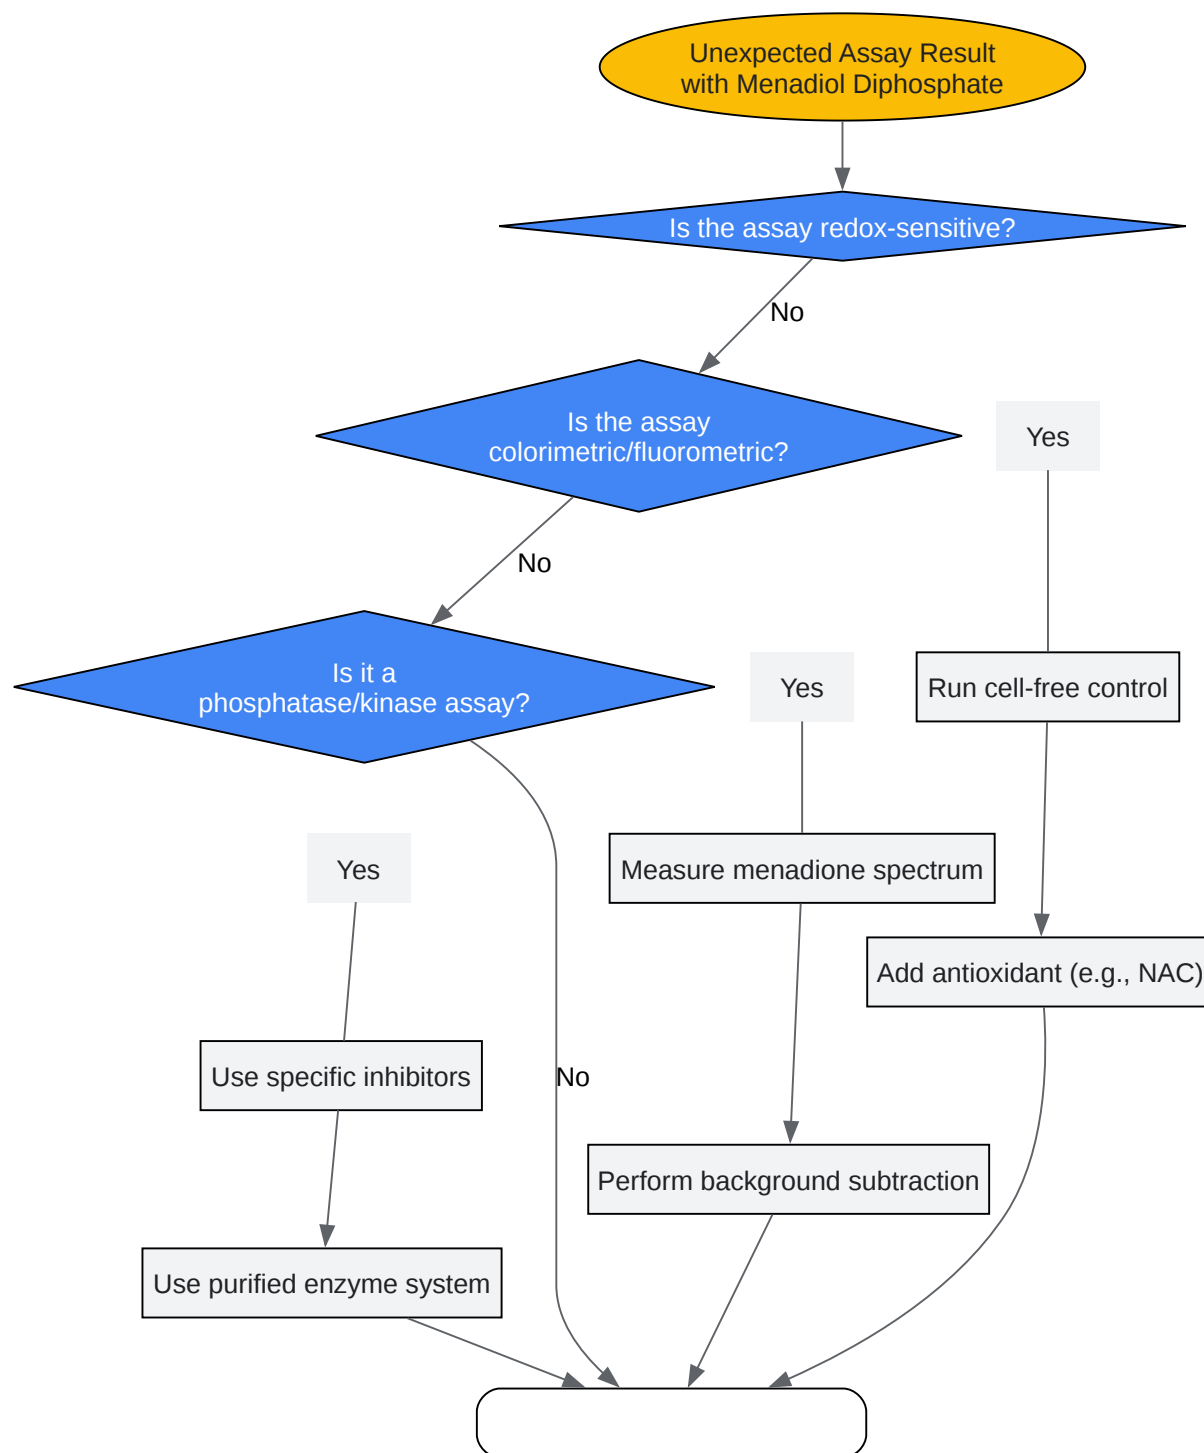 Unexpected Assay Result
with Menadiol Diphosphate
Is the assay redox-sensitive?
No
Is the assay
colorimetric/fluorometric?
Yes
No
Is it a
phosphatase/kinase assay?
Yes
Run cell-free control
Yes
Measure menadione spectrum
Add antioxidant (e.g., NAC)
Use specific inhibitors
No
Perform background subtraction
Use purified enzyme system